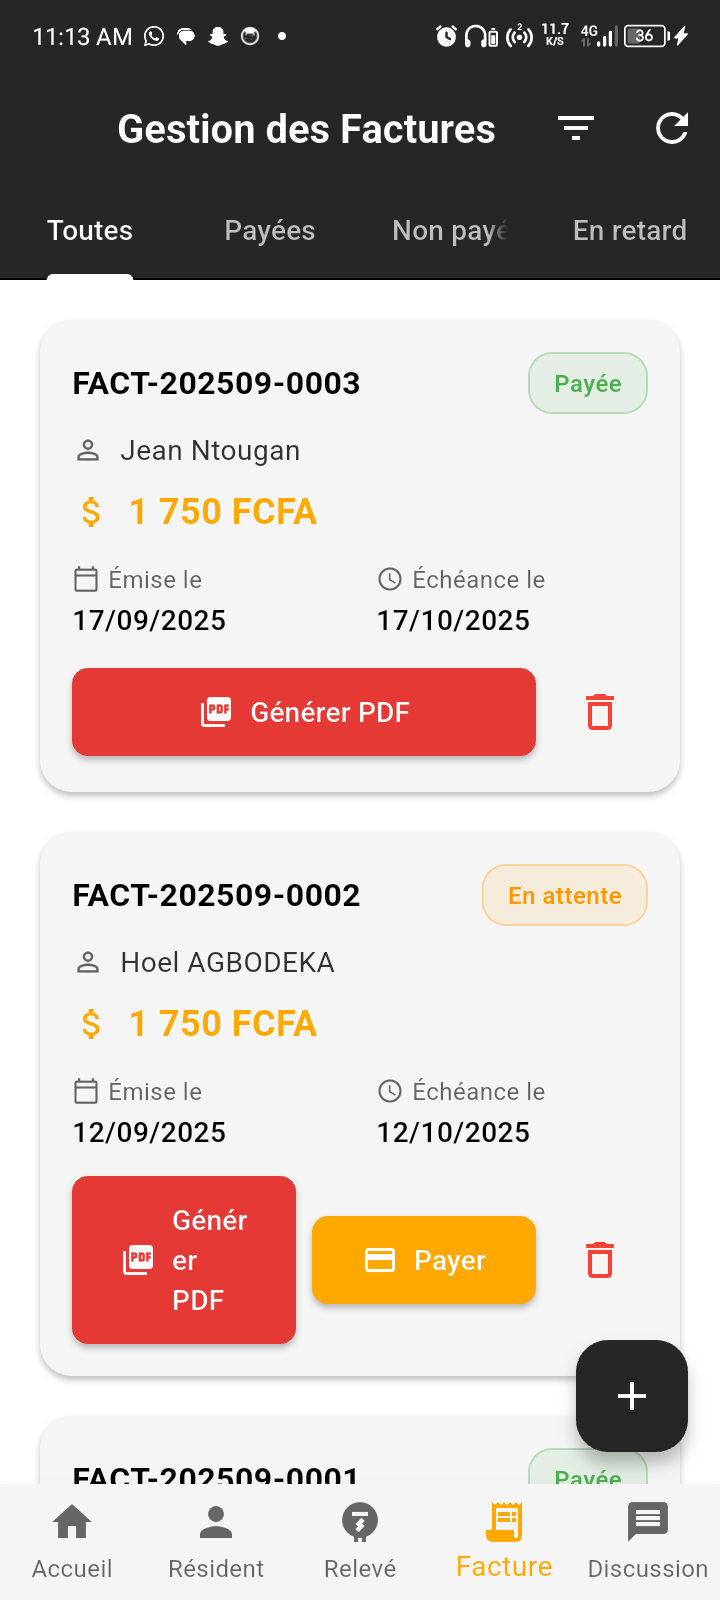 11:13 AM
2
11.7
K/S
4G
36
Gestion des Factures
Toutes
Payées
Non payé
En retard
FACT-202509-0003
Payée
Jean Ntougan
$ 1 750 FCFA
Émise le
Échéance le
17/09/2025
17/10/2025
PDF Générer PDF
FACT-202509-0002
En attente
Hoel AGBODEKA
$ 1 750 FCFA
Émise le
Échéance le
12/09/2025
12/10/2025
PDF
Génér
er
PDF
Payer
+
FACT-202509-0001
Payée
Accueil
Résident
Relevé
Facture
Discussion